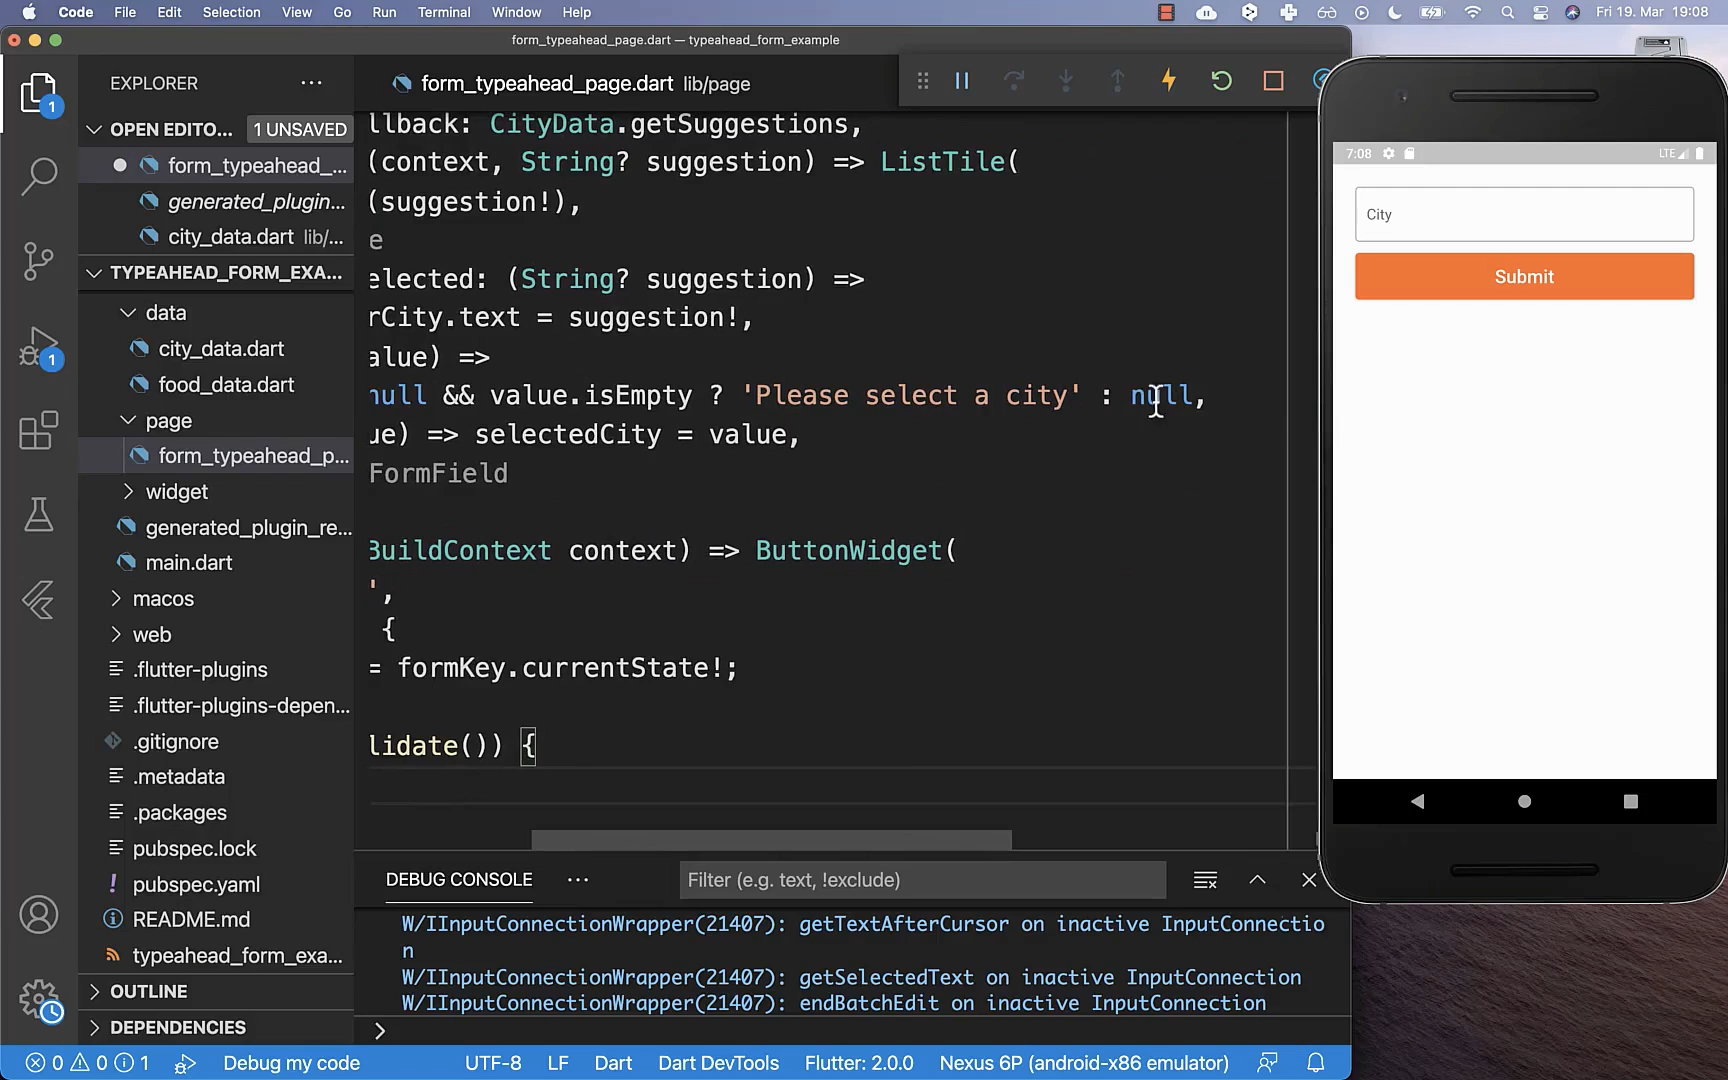 Code File Edit Selection View Go Run Terminal Window Help Fri 19. Mar 19:08
form_typeahead_page.dart — typeahead_form_example
EXPLORER
OPEN EDITO... 1 UNSAVED
form_typeahead_...
generated_plugin...
city_data.dart lib/...
TYPEAHEAD_FORM_EXA...
data
city_data.dart
food_data.dart
page
form_typeahead_p...
widget
generated_plugin_re...
main.dart
macos
web
.flutter-plugins
.flutter-plugins-depen...
.gitignore
.metadata
.packages
pubspec.lock
pubspec.yaml
README.md
typeahead_form_exa...
OUTLINE
DEPENDENCIES
1
1
form_typeahead_page.dart lib/page
llback: CityData.getSuggestions,
(context, String? suggestion) => ListTile(
(suggestion!),
e
elected: (String? suggestion) =>
rCity.text = suggestion!,
alue) =>
null && value.isEmpty ? 'Please select a city' : null,
ue) => selectedCity = value,
FormField
BuildContext context) => ButtonWidget(
',
{
= formKey.currentState!;
lidate()) {
DEBUG CONSOLE
Filter (e.g. text, !exclude)
W/IInputConnectionWrapper(21407): getTextAfterCursor on inactive InputConnectio
n
W/IInputConnectionWrapper(21407): getSelectedText on inactive InputConnection
W/IInputConnectionWrapper(21407): endBatchEdit on inactive InputConnection
0 0 1 Debug my code UTF-8 LF Dart Dart DevTools Flutter: 2.0.0 Nexus 6P (android-x86 emulator)
7:08 LTE
City
Submit